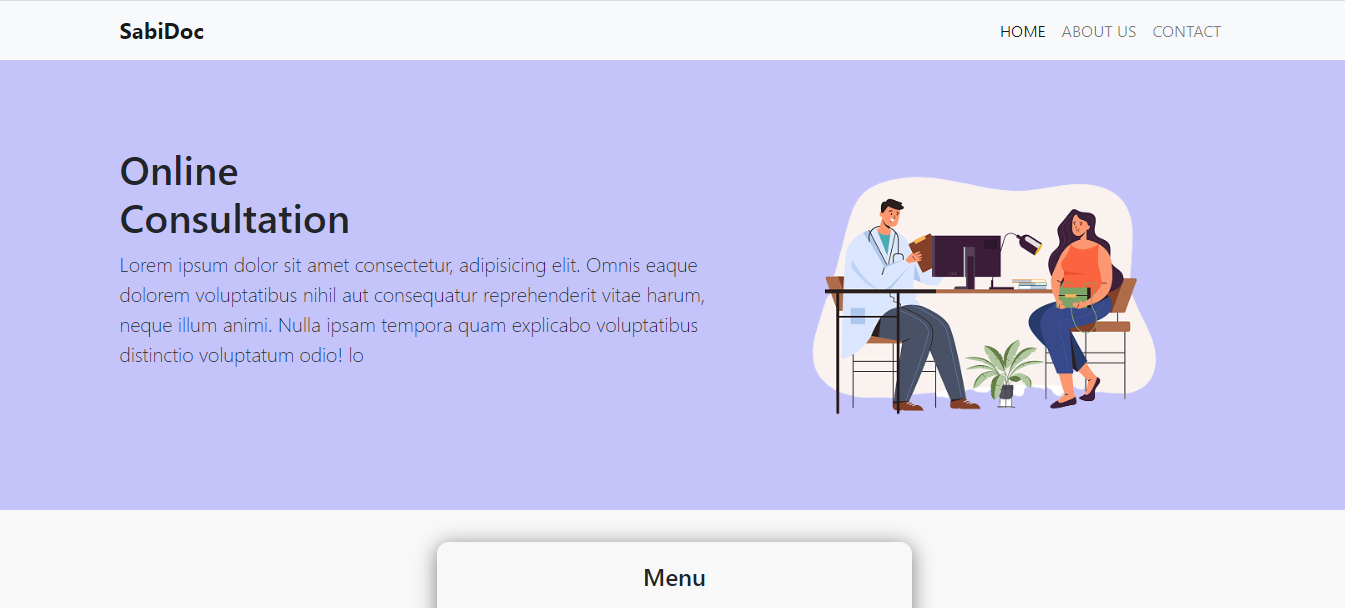 SabiDoc
HOME ABOUT US CONTACT
Online
Consultation
Lorem ipsum dolor sit amet consectetur, adipisicing elit. Omnis eaque
dolorem voluptatibus nihil aut consequatur reprehenderit vitae harum,
neque illum animi. Nulla ipsam tempora quam explicabo voluptatibus
distinctio voluptatum odio! lo
Menu